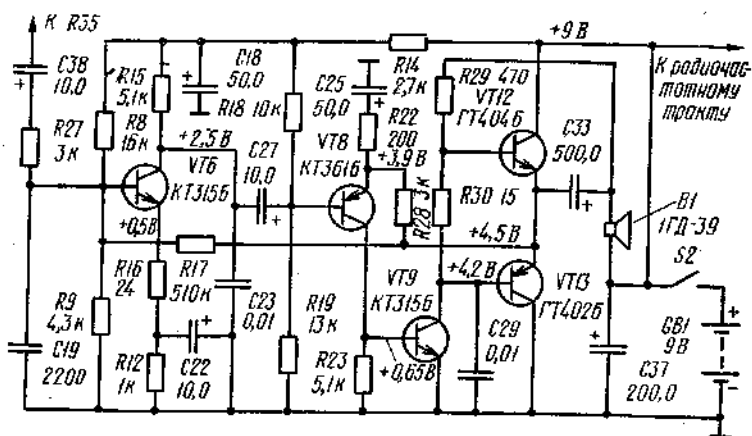 К R35
+9 В
C38
10,0
R15
5,1к
C18
50,0
R18 10к
C25
50,0
R14
2,7к
R29 470
VT12
ГТ404Б
К радиочас-
тотному
тракту
R27
3к
R8
16к
+2,5 В
VT6
КТ315Б
C27
10,0
VT8
КТ361Б
R22
200
+3,9 В
C33
500,0
R28 3к
R30 15
B1
1ГД-39
+0,5В
+4,5 В
S2
R16
24
R17
510к
VT9
КТ315Б
+4,2 В
VT13
ГТ402Б
R9
4,3к
C23
0,01
R19
13к
C29
0,01
GB1
9В
C19
2200
R12
1к
C22
10,0
R23
5,1к
+0,65В
C37
200,0